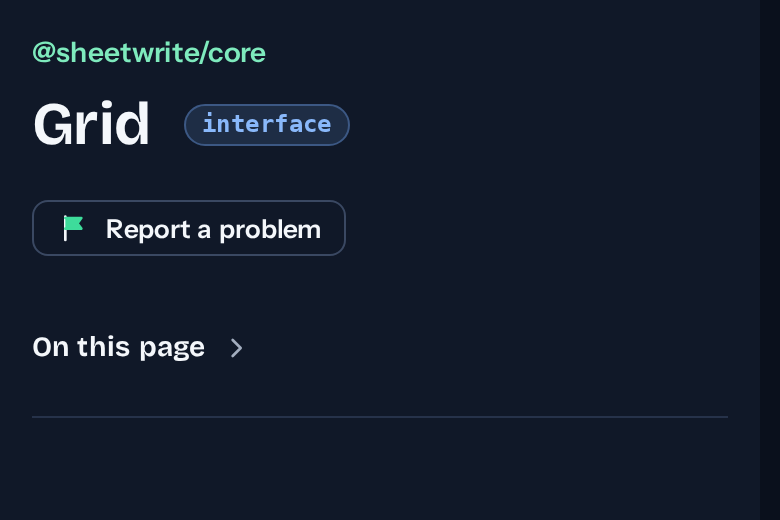 @sheetwrite/core
Grid interface
Report a problem
On this page